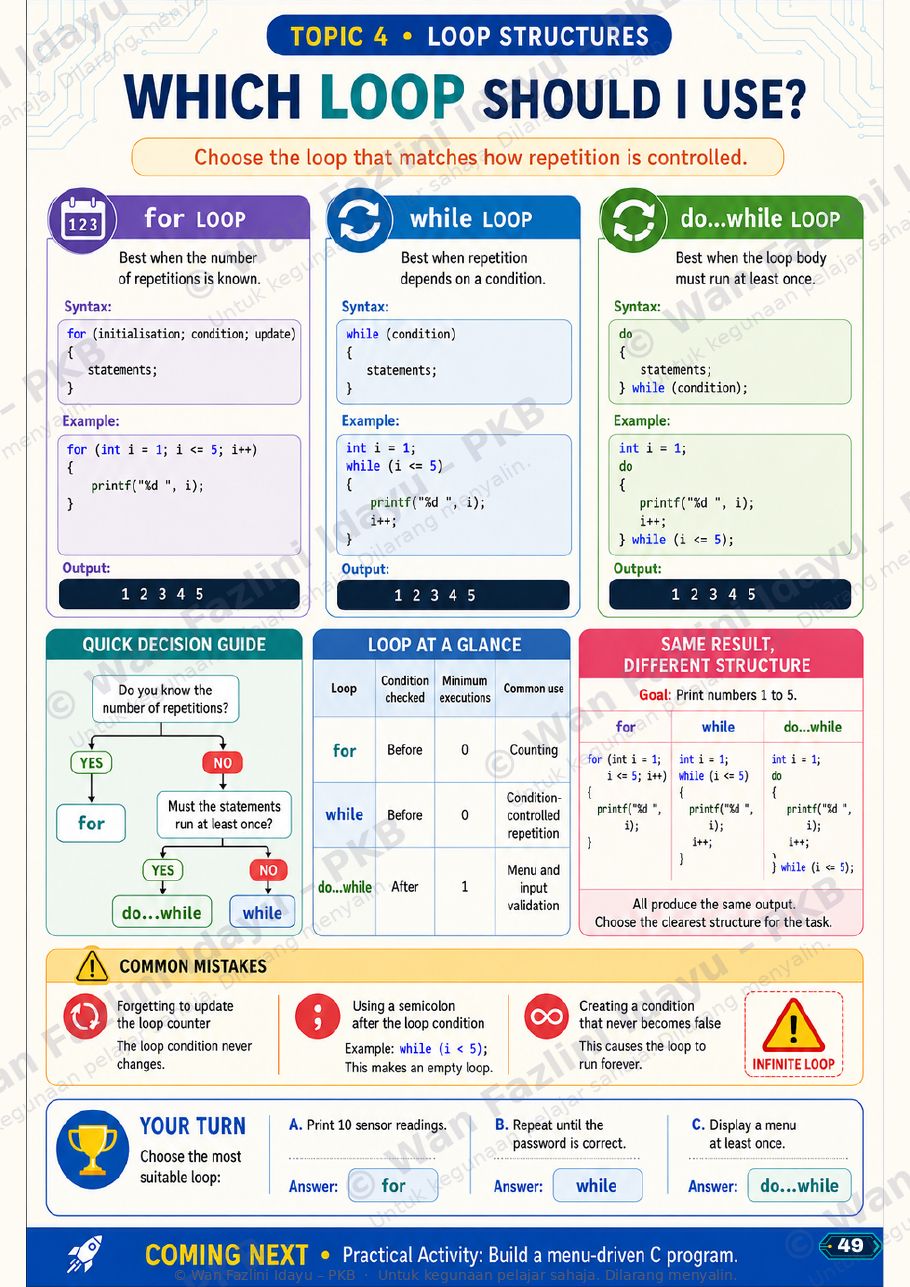 TOPIC 4 • LOOP STRUCTURES
WHICH LOOP SHOULD I USE?
Choose the loop that matches how repetition is controlled.
1 2 3
for LOOP
Best when the number
of repetitions is known.
Syntax:
for (initialisation; condition; update)
{
statements;
}
Example:
for (int i = 1; i <= 5; i++)
{
printf("%d ", i);
}
Output:
1 2 3 4 5
while LOOP
Best when repetition
depends on a condition.
Syntax:
while (condition)
{
statements;
}
Example:
int i = 1;
while (i <= 5)
{
printf("%d ", i);
i++;
}
Output:
1 2 3 4 5
do...while LOOP
Best when the loop body
must run at least once.
Syntax:
do
{
statements;
} while (condition);
Example:
int i = 1;
do
{
printf("%d ", i);
i++;
} while (i <= 5);
Output:
1 2 3 4 5
QUICK DECISION GUIDE
Do you know the
number of repetitions?
YES
NO
for
Must the statements
run at least once?
YES
NO
do...while
while
LOOP AT A GLANCE
Loop Condition checked Minimum executions Common use
for Before 0 Counting
while Before 0 Condition-controlled repetition
do...while After 1 Menu and input validation
SAME RESULT,
DIFFERENT STRUCTURE
Goal: Print numbers 1 to 5.
for
for (int i = 1;
i <= 5; i++)
{
printf("%d ",
i);
}
while
int i = 1;
while (i <= 5)
{
printf("%d ",
i);
i++;
}
do...while
int i = 1;
do
{
printf("%d ",
i);
i++;
} while (i <= 5);
All produce the same output.
Choose the clearest structure for the task.
COMMON MISTAKES
Forgetting to update
the loop counter
The loop condition never
changes.
;
Using a semicolon
after the loop condition
Example: while (i < 5);
This makes an empty loop.
∞
Creating a condition
that never becomes false
This causes the loop to
run forever.
INFINITE LOOP
YOUR TURN
Choose the most
suitable loop:
A. Print 10 sensor readings.
Answer: for
B. Repeat until the
password is correct.
Answer: while
C. Display a menu
at least once.
Answer: do...while
COMING NEXT • Practical Activity: Build a menu-driven C program.
49
© Wan Fazlini Idayu – PKB · Untuk kegunaan pelajar sahaja. Dilarang menyalin.
© Wan Fazlini Idayu – PKB
Untuk kegunaan pelajar sahaja. Dilarang menyalin.